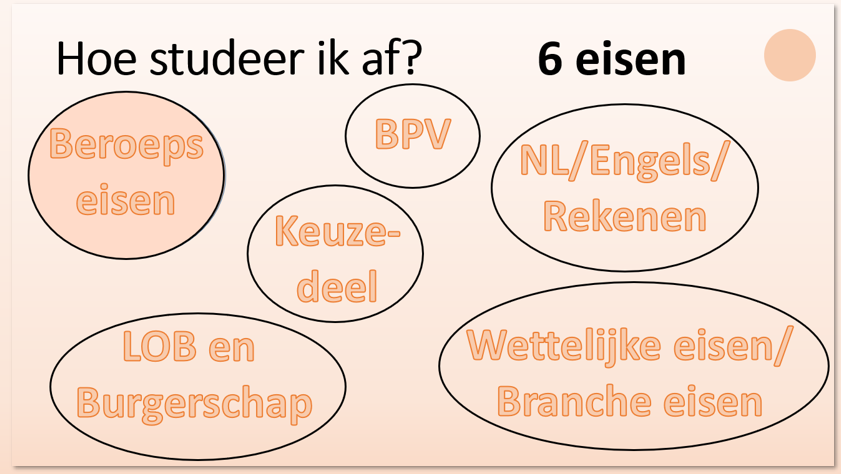 Hoe studeer ik af? 6 eisen
Beroeps
eisen
BPV
NL/Engels/
Rekenen
Keuze-
deel
LOB en
Burgerschap
Wettelijke eisen/
Branche eisen